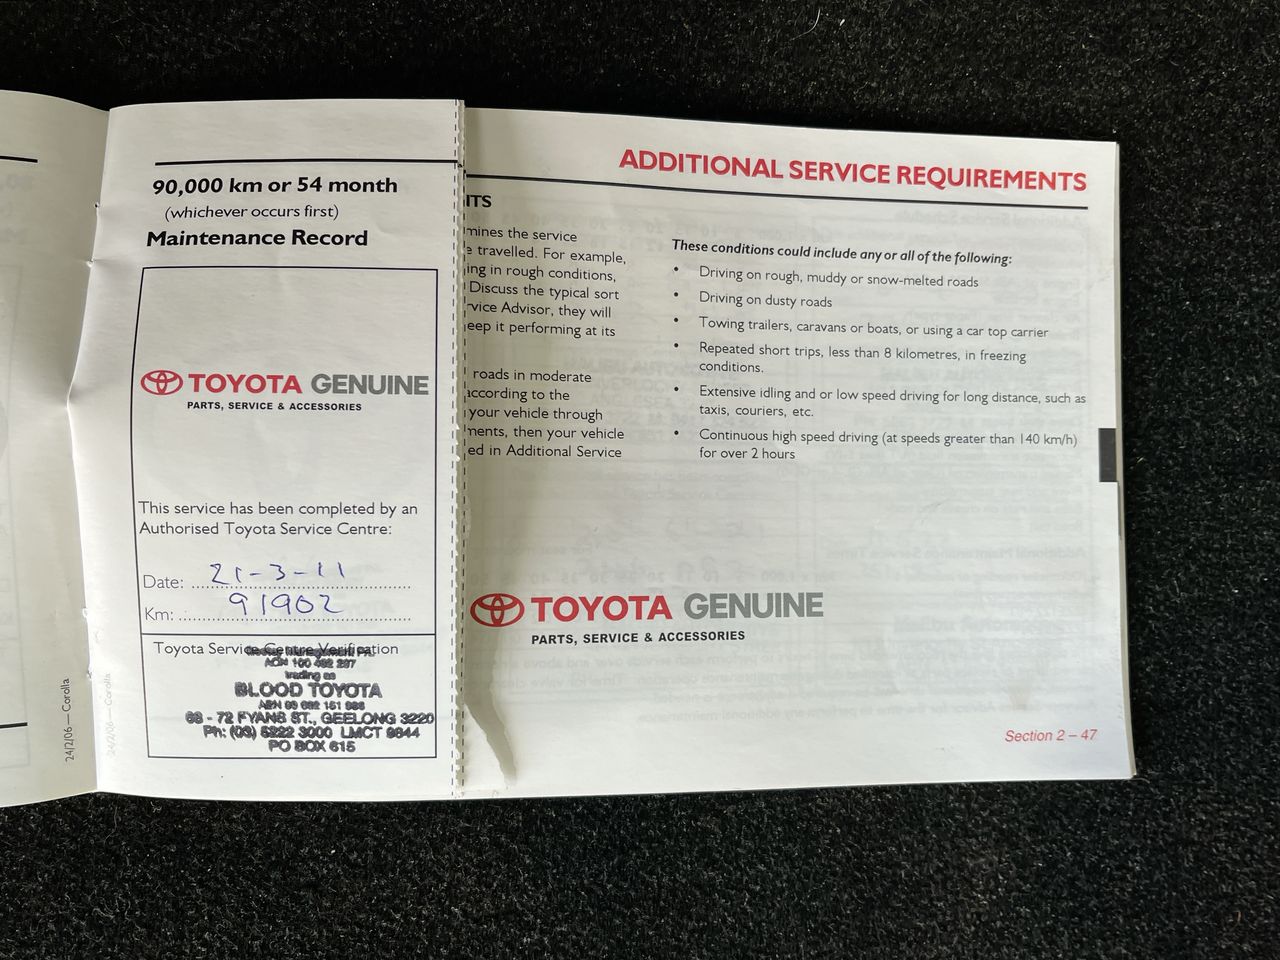 90,000 km or 54 month
(whichever occurs first)
Maintenance Record
TOYOTA GENUINE
PARTS, SERVICE & ACCESSORIES
This service has been completed by an
Authorised Toyota Service Centre:
Date: 21-3-11
Km: 91902
Toyota Service Centre Verification
ACN 100 492 297
trading as
BLOOD TOYOTA
68 - 72 FYANS ST., GEELONG 3220
Ph: (03) 5222 3000 LMCT 9844
PO BOX 615
24/2/06 — Corolla
24/2/06 — Corolla
ADDITIONAL SERVICE REQUIREMENTS
ITS
mines the service
e travelled. For example,
ing in rough conditions,
Discuss the typical sort
rvice Advisor, they will
eep it performing at its
roads in moderate
according to the
your vehicle through
ments, then your vehicle
ed in Additional Service
These conditions could include any or all of the following:
• Driving on rough, muddy or snow-melted roads
• Driving on dusty roads
• Towing trailers, caravans or boats, or using a car top carrier
• Repeated short trips, less than 8 kilometres, in freezing
conditions.
• Extensive idling and or low speed driving for long distance, such as
taxis, couriers, etc.
• Continuous high speed driving (at speeds greater than 140 km/h)
for over 2 hours
TOYOTA GENUINE
PARTS, SERVICE & ACCESSORIES
Section 2 – 47